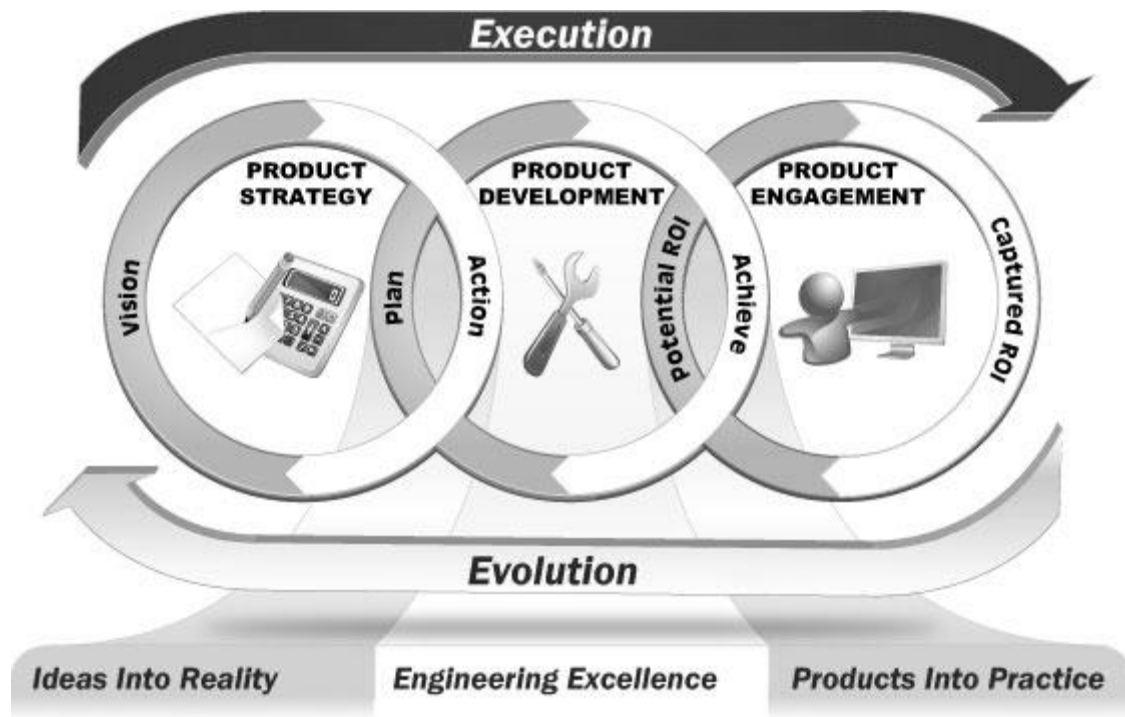 Execution
PRODUCT
STRATEGY
PRODUCT
DEVELOPMENT
PRODUCT
ENGAGEMENT
Vision
Plan
Action
Potential ROI
Achieve
Captured ROI
Evolution
Ideas Into Reality
Engineering Excellence
Products Into Practice